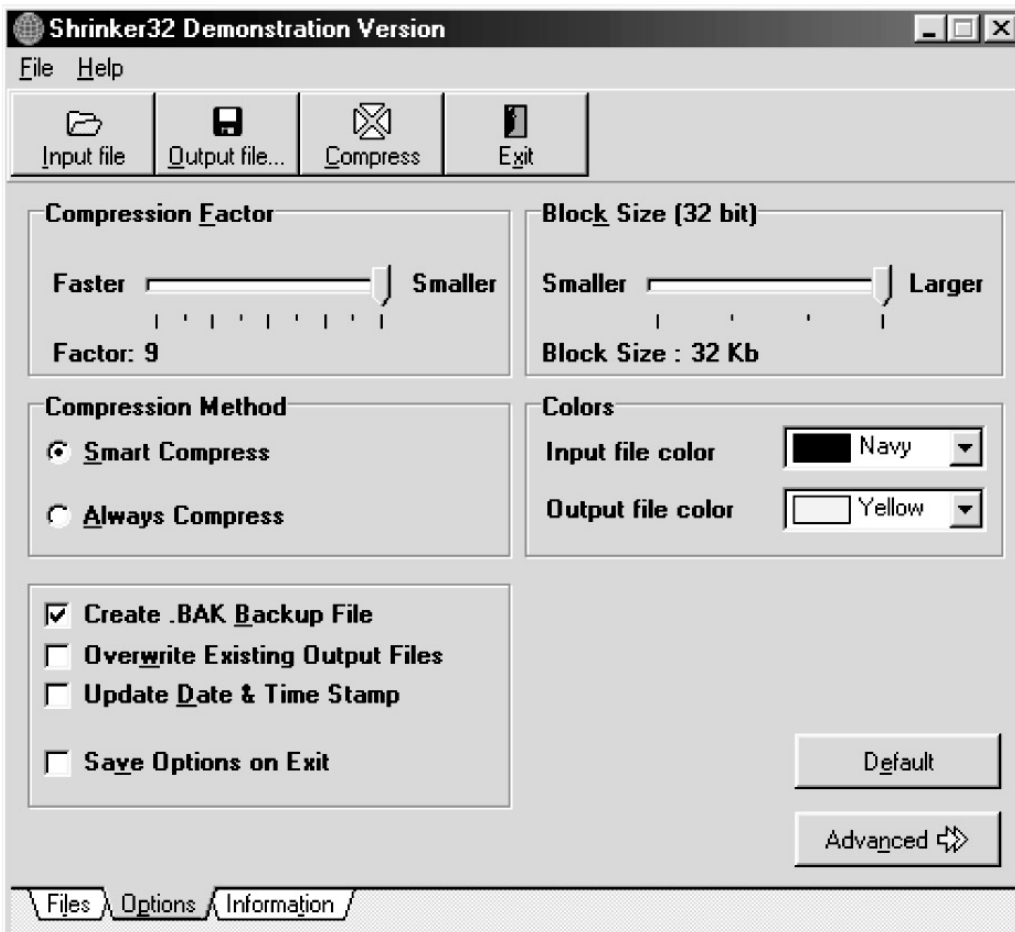 Shrinker32 Demonstration Version
File Help
Input file Output file... Compress Exit
Compression Factor
Faster Smaller
Factor: 9
Block Size (32 bit)
Smaller Larger
Block Size : 32 Kb
Compression Method
Smart Compress
Always Compress
Colors
Input file color Navy
Output file color Yellow
Create .BAK Backup File
Overwrite Existing Output Files
Update Date & Time Stamp
Save Options on Exit
Default
Advanced
Files Options Information